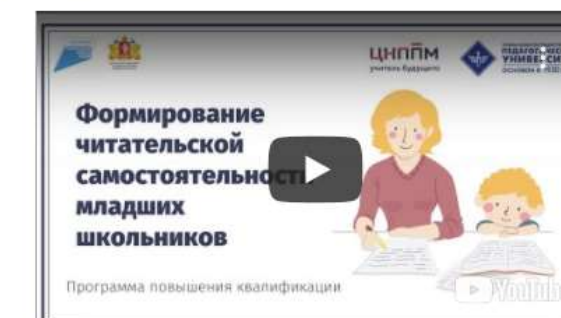 ЦНППМ
учитель будущего
Формирование
читательской
самостоятельности
младших
школьников
Программа повышения квалификации
YouTube